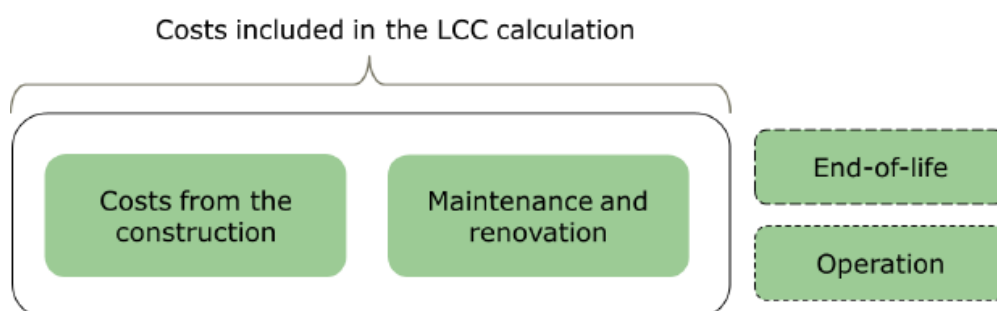 Costs included in the LCC calculation
Costs from the
construction
Maintenance and
renovation
End-of-life
Operation